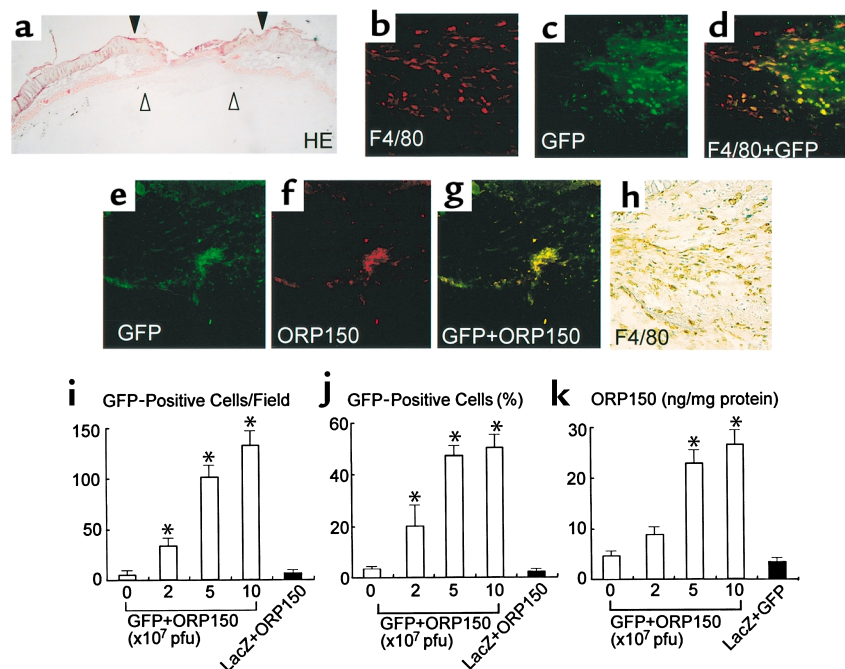 a
HE
b
F4/80
c
GFP
d
F4/80+GFP
e
GFP
f
ORP150
g
GFP+ORP150
h
F4/80
i
GFP-Positive Cells/Field
150
100
50
0
*
*
*
0 2 5 10
GFP+ORP150
(x10⁷ pfu)
LacZ+ORP150
j
GFP-Positive Cells (%)
60
40
20
0
*
*
*
0 2 5 10
GFP+ORP150
(x10⁷ pfu)
LacZ+ORP150
k
ORP150 (ng/mg protein)
30
20
10
0
*
*
0 2 5 10
GFP+ORP150
(x10⁷ pfu)
LacZ+GFP